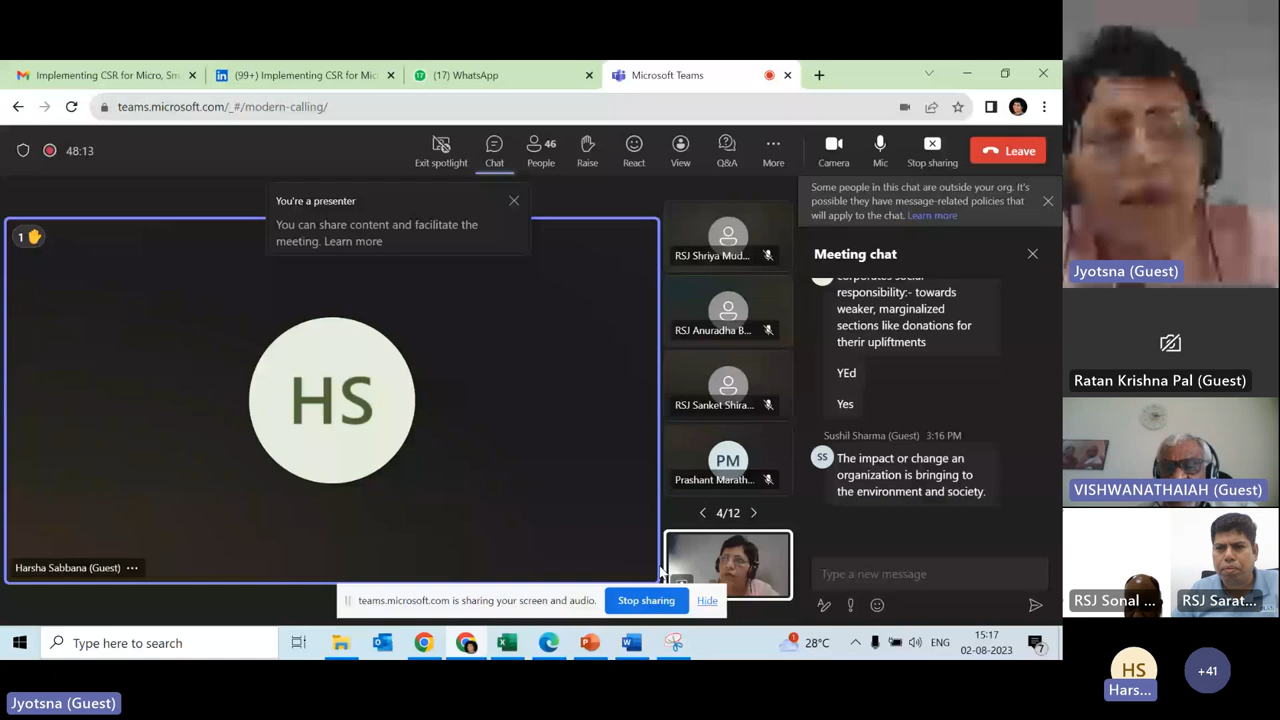 Implementing CSR for Micro, Sm
(99+) Implementing CSR for Mic
(17) WhatsApp
Microsoft Teams
teams.microsoft.com/_#/modern-calling/
48:13
Exit spotlight
Chat
46
People
Raise
React
View
Q&A
More
Camera
Mic
Stop sharing
Leave
You're a presenter
You can share content and facilitate the
meeting. Learn more
1
HS
Harsha Sabbana (Guest)
RSJ Shriya Mud...
RSJ Anuradha B...
RSJ Sanket Shira...
PM
Prashant Marath...
4/12
Some people in this chat are outside your org. It's
possible they have message-related policies that
will apply to the chat. Learn more
Meeting chat
corporates social
responsibility:- towards
weaker, marginalized
sections like donations for
therir upliftments
YEd
Yes
Sushil Sharma (Guest) 3:16 PM
SS
The impact or change an
organization is bringing to
the environment and society.
Type a new message
teams.microsoft.com is sharing your screen and audio.
Stop sharing
Hide
Type here to search
1
28°C
ENG
15:17
02-08-2023
7
Jyotsna (Guest)
Ratan Krishna Pal (Guest)
VISHWANATHAIAH (Guest)
RSJ Sonal ...
RSJ Sarat...
HS
Hars...
+41
Jyotsna (Guest)